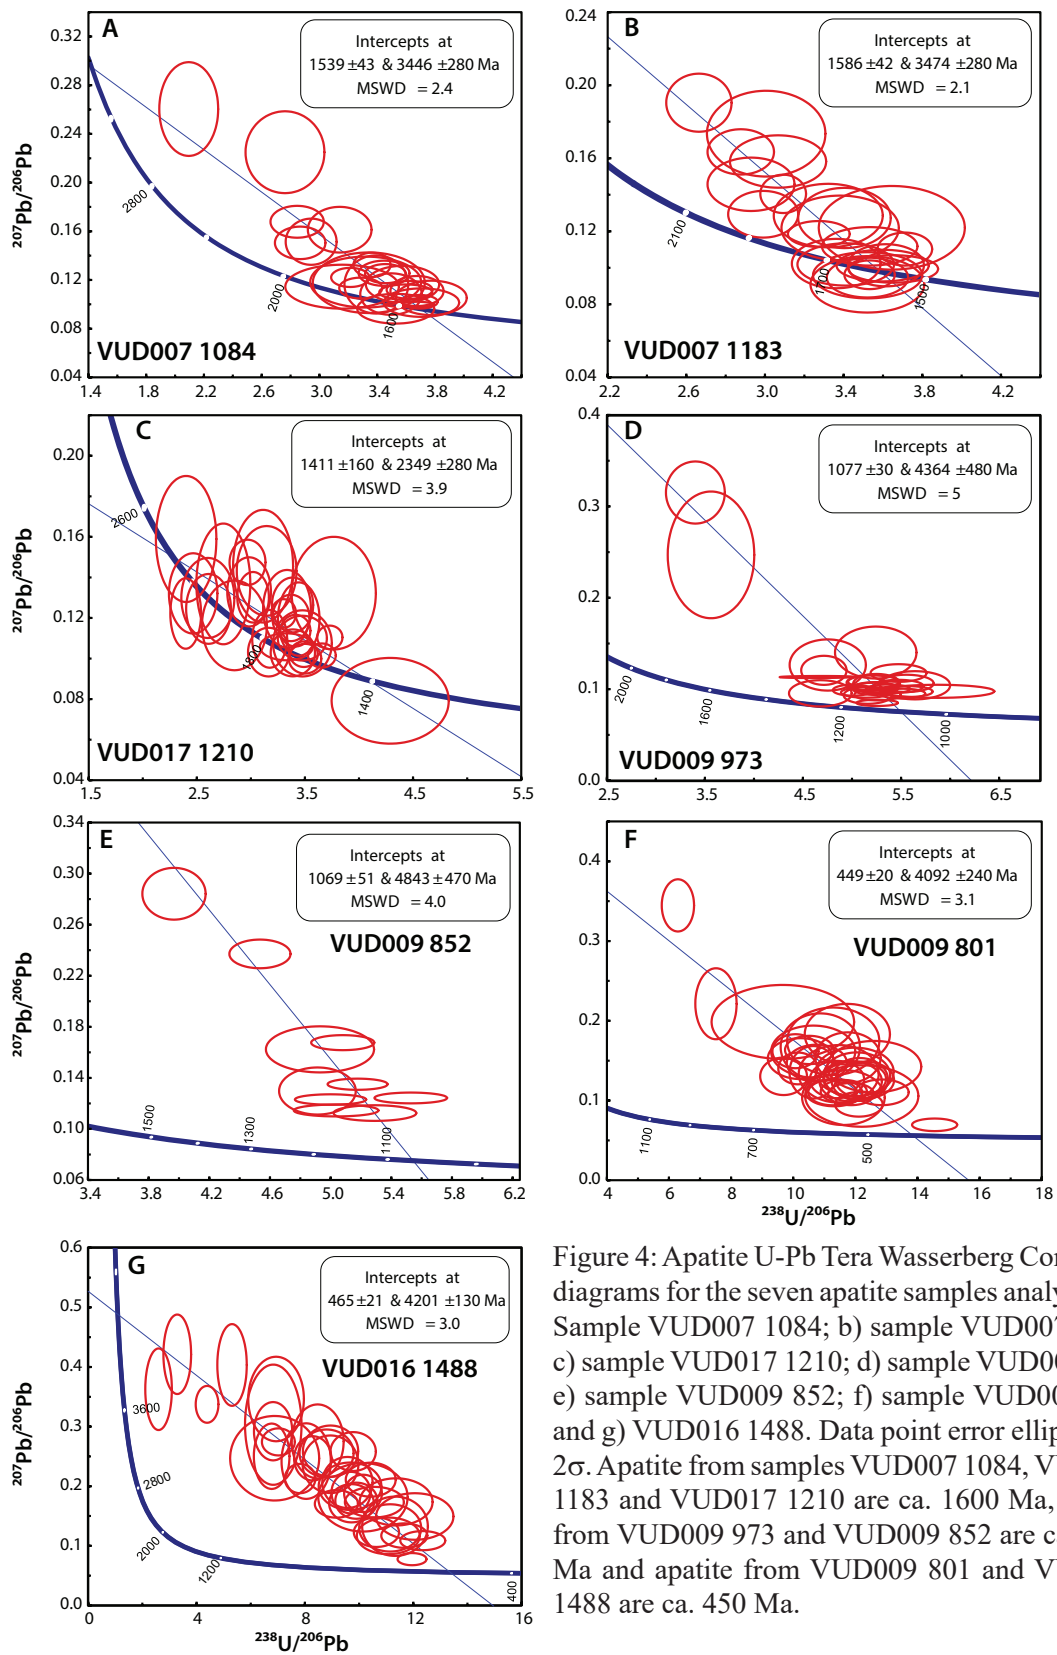 A
Intercepts at
1539 ±43 & 3446 ±280 Ma
MSWD = 2.4
0.32
0.28
0.24
0.20
0.16
0.12
0.08
0.04
2800
2000
1600
VUD007 1084
1.4 1.8 2.2 2.6 3.0 3.4 3.8 4.2
207Pb/206Pb
B
Intercepts at
1586 ±42 & 3474 ±280 Ma
MSWD = 2.1
0.24
0.20
0.16
0.12
0.08
0.04
2100
1700
1500
VUD007 1183
2.2 2.6 3.0 3.4 3.8 4.2
C
Intercepts at
1411 ±160 & 2349 ±280 Ma
MSWD = 3.9
0.20
0.16
0.12
0.08
0.04
2600
1800
1400
VUD017 1210
1.5 2.5 3.5 4.5 5.5
207Pb/206Pb
D
Intercepts at
1077 ±30 & 4364 ±480 Ma
MSWD = 5
0.4
0.3
0.2
0.1
0.0
2000
1600
1200
1000
VUD009 973
2.5 3.5 4.5 5.5 6.5
E
Intercepts at
1069 ±51 & 4843 ±470 Ma
MSWD = 4.0
VUD009 852
0.34
0.30
0.26
0.22
0.18
0.14
0.10
0.06
1500
1300
1100
3.4 3.8 4.2 4.6 5.0 5.4 5.8 6.2
207Pb/206Pb
F
Intercepts at
449±20 & 4092 ±240 Ma
MSWD = 3.1
VUD009 801
0.4
0.3
0.2
0.1
0.0
1100
700
500
4 6 8 10 12 14 16 18
238U/206Pb
G
Intercepts at
465±21 & 4201 ±130 Ma
MSWD = 3.0
VUD016 1488
0.6
0.5
0.4
0.3
0.2
0.1
0.0
3600
2800
2000
1200
400
0 4 8 12 16
207Pb/206Pb
238U/206Pb
Figure 4: Apatite U-Pb Tera Wasserberg Con
diagrams for the seven apatite samples analy
Sample VUD007 1084; b) sample VUD007
c) sample VUD017 1210; d) sample VUD00
e) sample VUD009 852; f) sample VUD00
and g) VUD016 1488. Data point error ellip
2σ. Apatite from samples VUD007 1084, VU
1183 and VUD017 1210 are ca. 1600 Ma,
from VUD009 973 and VUD009 852 are c
Ma and apatite from VUD009 801 and VU
1488 are ca. 450 Ma.